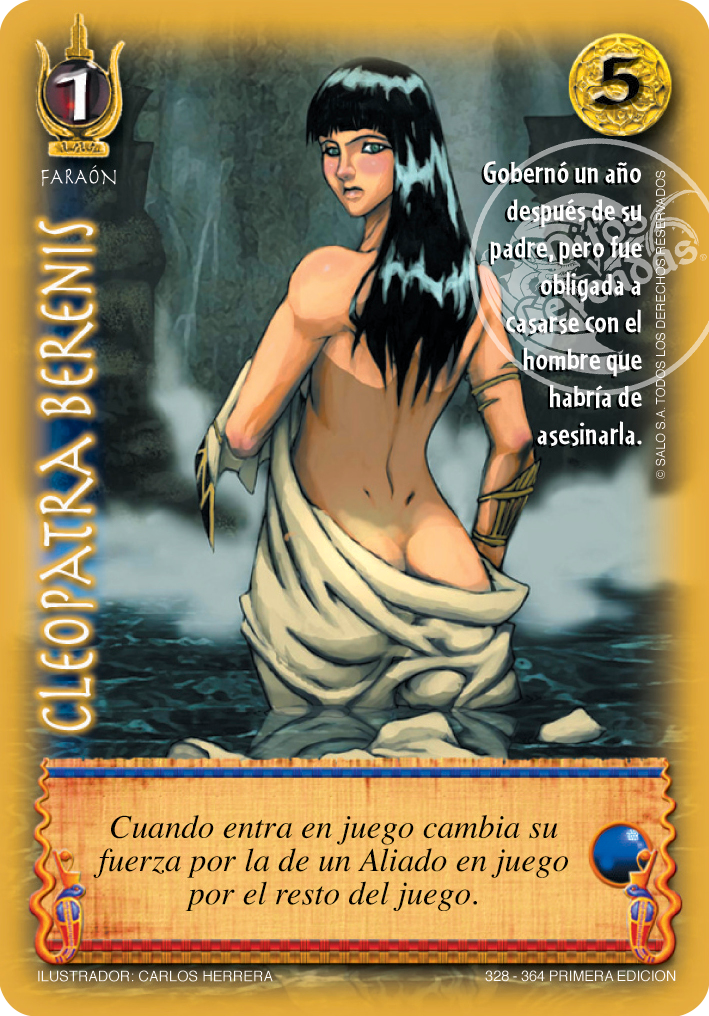 1
5
FARAÓN
Gobernó un año
después de su
padre, pero fue
obligada a
casarse con el
hombre que
habría de
asesinarla.
Mitos
Leyendas
© SALO S.A. TODOS LOS DERECHOS RESERVADOS
CLEOPATRA BERENIS
Cuando entra en juego cambia su
fuerza por la de un Aliado en juego
por el resto del juego.
ILUSTRADOR: CARLOS HERRERA
328 - 364 PRIMERA EDICION